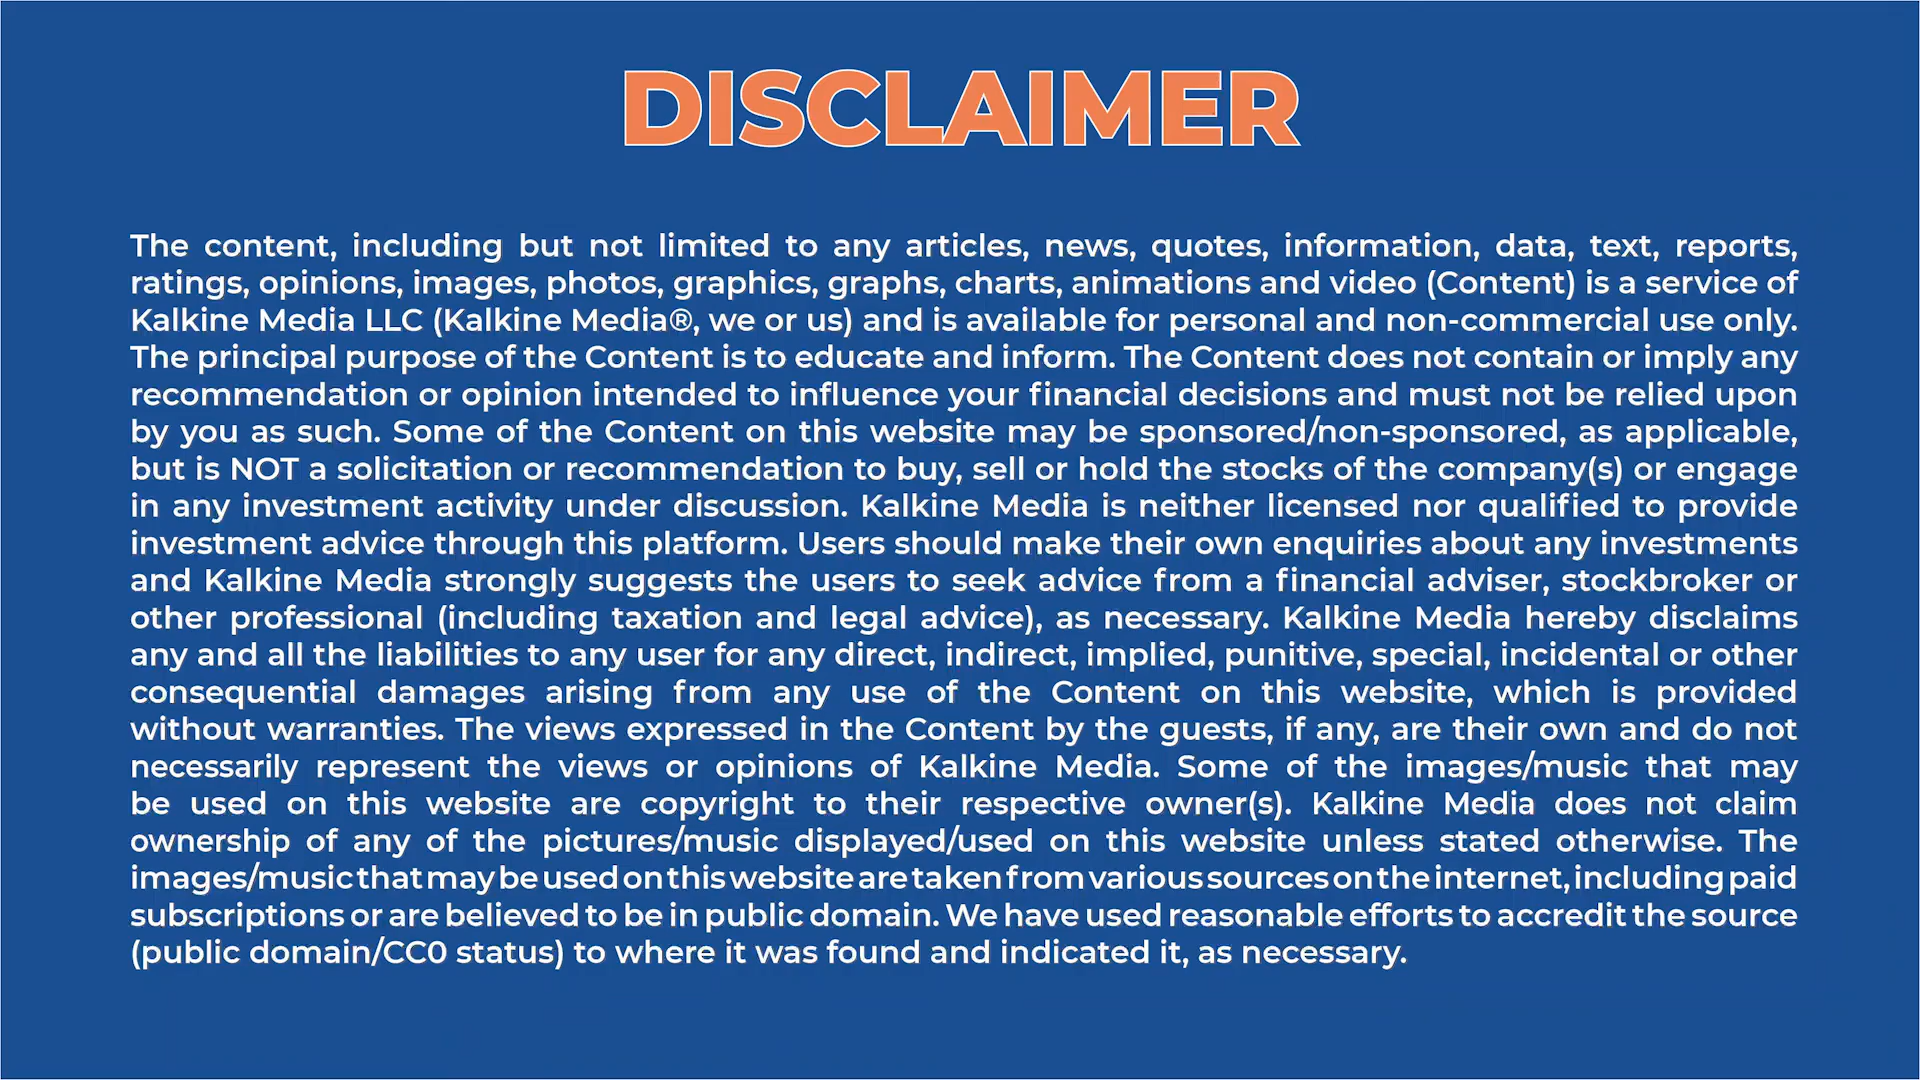 DISCLAIMER
The content, including but not limited to any articles, news, quotes, information, data, text, reports,
ratings, opinions, images, photos, graphics, graphs, charts, animations and video (Content) is a service of
Kalkine Media LLC (Kalkine Media®, we or us) and is available for personal and non-commercial use only.
The principal purpose of the Content is to educate and inform. The Content does not contain or imply any
recommendation or opinion intended to influence your financial decisions and must not be relied upon
by you as such. Some of the Content on this website may be sponsored/non-sponsored, as applicable,
but is NOT a solicitation or recommendation to buy, sell or hold the stocks of the company(s) or engage
in any investment activity under discussion. Kalkine Media is neither licensed nor qualified to provide
investment advice through this platform. Users should make their own enquiries about any investments
and Kalkine Media strongly suggests the users to seek advice from a financial adviser, stockbroker or
other professional (including taxation and legal advice), as necessary. Kalkine Media hereby disclaims
any and all the liabilities to any user for any direct, indirect, implied, punitive, special, incidental or other
consequential damages arising from any use of the Content on this website, which is provided
without warranties. The views expressed in the Content by the guests, if any, are their own and do not
necessarily represent the views or opinions of Kalkine Media. Some of the images/music that may
be used on this website are copyright to their respective owner(s). Kalkine Media does not claim
ownership of any of the pictures/music displayed/used on this website unless stated otherwise. The
images/music that may be used on this website are taken from various sources on the internet, including paid
subscriptions or are believed to be in public domain. We have used reasonable efforts to accredit the source
(public domain/CC0 status) to where it was found and indicated it, as necessary.